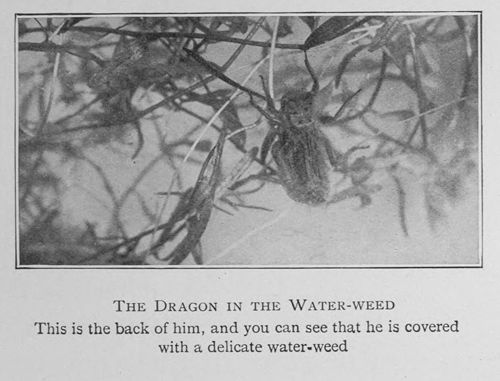 THE DRAGON IN THE WATER-WEED
This is the back of him, and you can see that he is covered
with a delicate water-weed